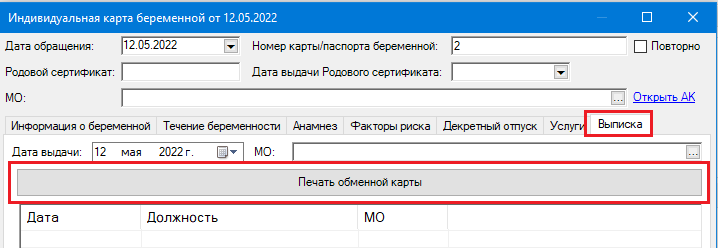 Индивидуальная карта беременной от 12.05.2022
Дата обращения: 12.05.2022 Номер карты/паспорта беременной: 2 Повторно
Родовой сертификат: Дата выдачи Родового сертификата:
МО: ... Открыть АК
Информация о беременной Течение беременности Анамнез Факторы риска Декретный отпуск Услуги Выписка
Дата выдачи: 12 мая 2022 г. МО: ...
Печать обменной карты
Дата Должность МО